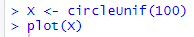 > X <- circleUnif(100)
> plot(X)